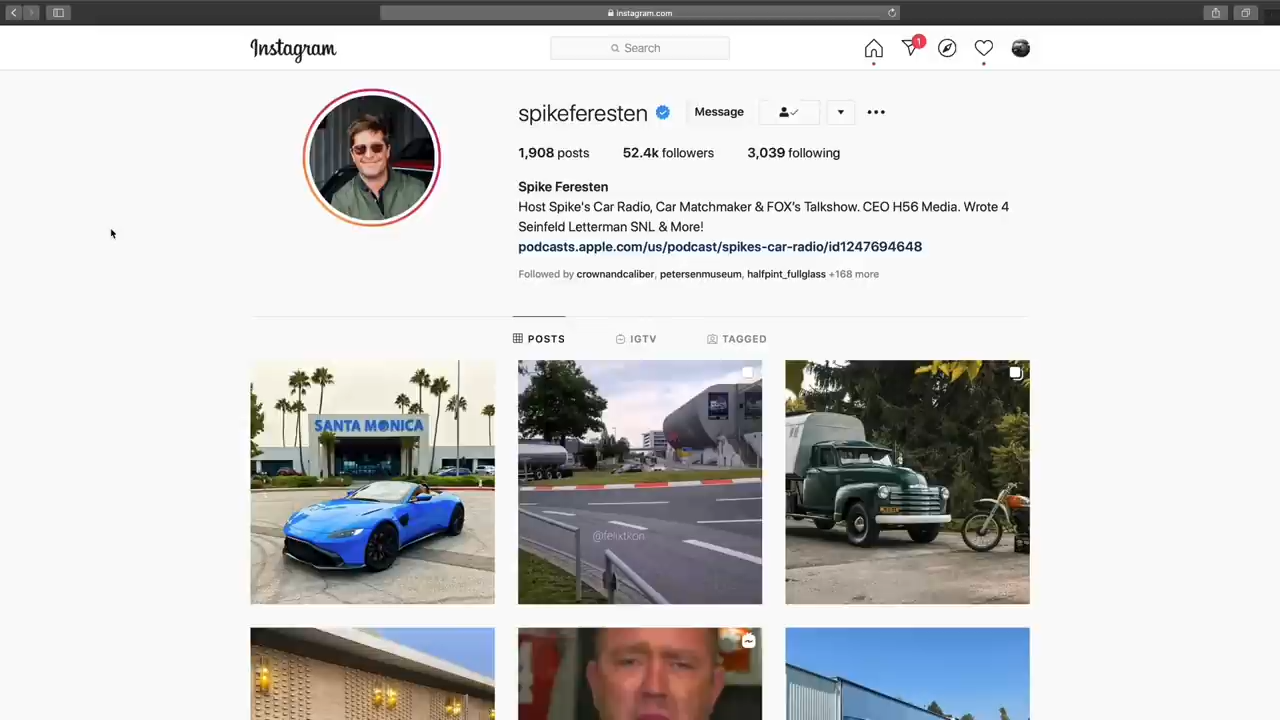 instagram.com
Instagram
Search
1
spikeferesten
Message
1,908 posts 52.4k followers 3,039 following
Spike Feresten
Host Spike's Car Radio, Car Matchmaker & FOX's Talkshow. CEO H56 Media. Wrote 4
Seinfeld Letterman SNL & More!
podcasts.apple.com/us/podcast/spikes-car-radio/id1247694648
Followed by crownandcaliber, petersenmuseum, halfpint_fullglass +168 more
POSTS IGTV TAGGED
SANTA MONICA
@felixtkon